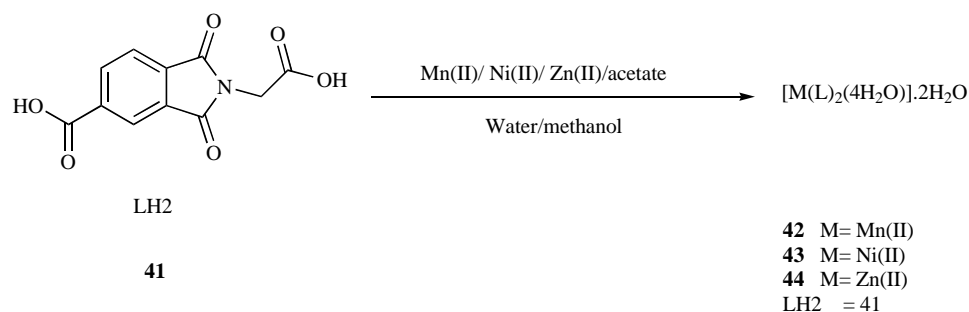 O
O
HO
O
N
O
O
OH
LH2
41
Mn(II)/ Ni(II)/ Zn(II)/acetate
Water/methanol
[M(L)₂(4H₂O)].2H₂O
42 M= Mn(II)
43 M= Ni(II)
44 M= Zn(II)
LH2 = 41